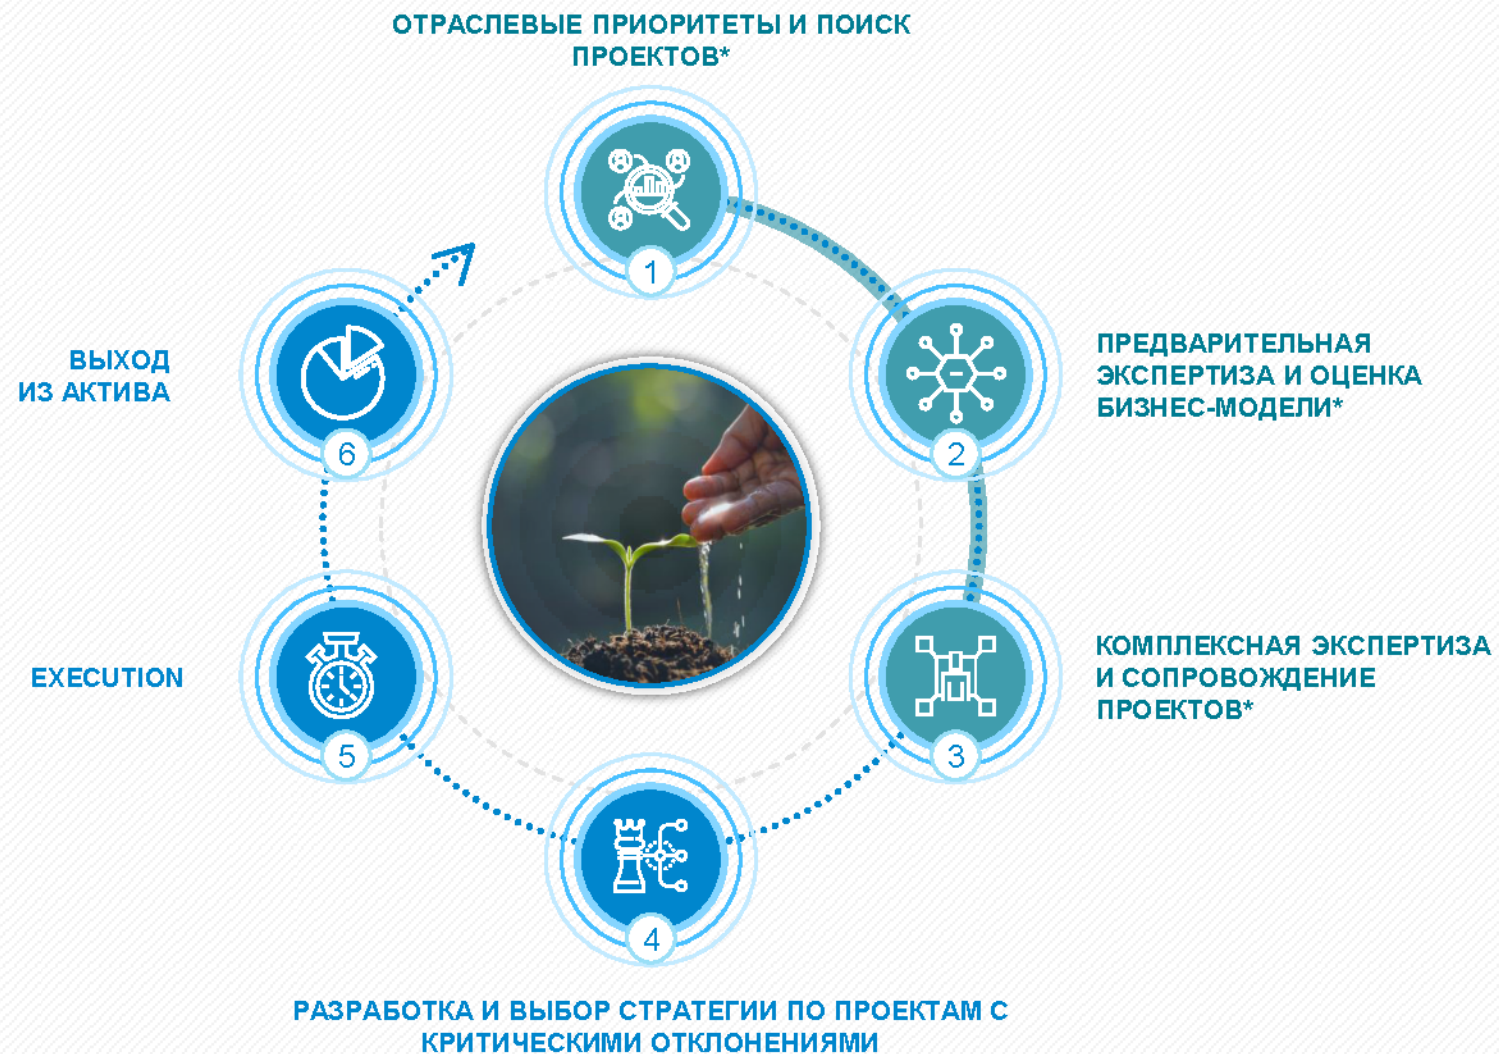 ОТРАСЛЕВЫЕ ПРИОРИТЕТЫ И ПОИСК
ПРОЕКТОВ*
1
ПРЕДВАРИТЕЛЬНАЯ
ЭКСПЕРТИЗА И ОЦЕНКА
БИЗНЕС-МОДЕЛИ*
2
КОМПЛЕКСНАЯ ЭКСПЕРТИЗА
И СОПРОВОЖДЕНИЕ
ПРОЕКТОВ*
3
4
РАЗРАБОТКА И ВЫБОР СТРАТЕГИИ ПО ПРОЕКТАМ С
КРИТИЧЕСКИМИ ОТКЛОНЕНИЯМИ
EXECUTION
5
ВЫХОД
ИЗ АКТИВА
6